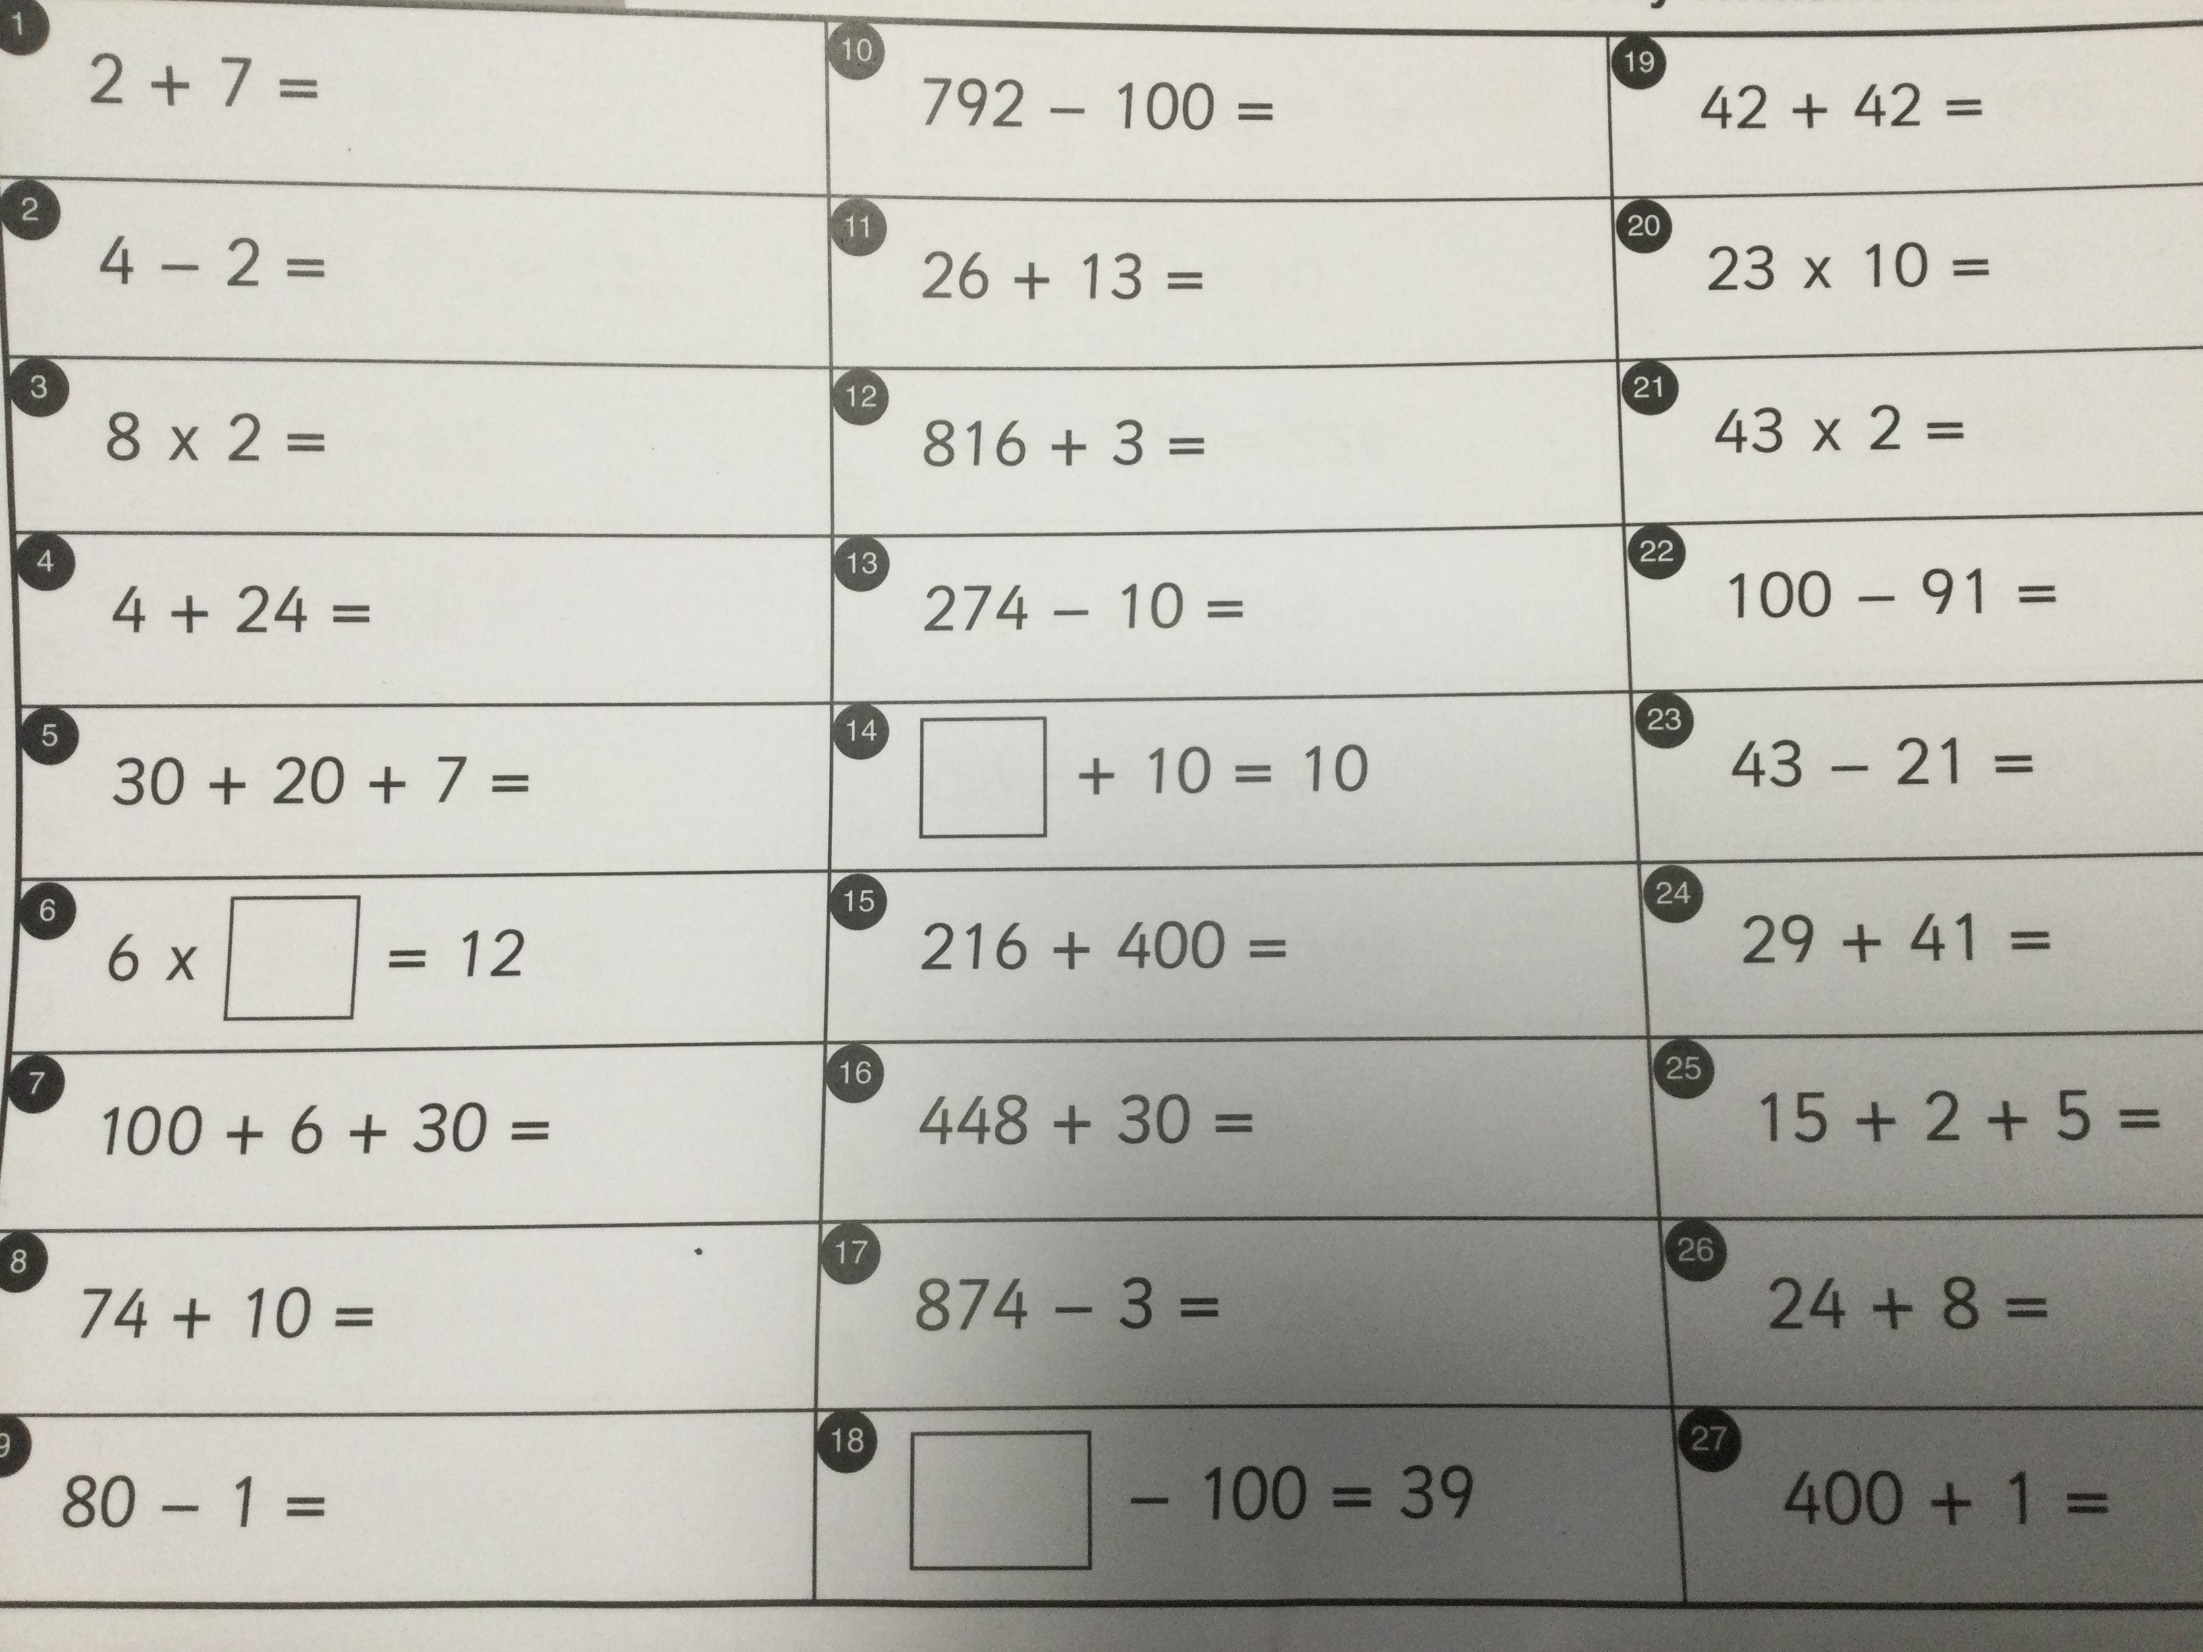 1
2 + 7 =
2
4 – 2 =
3
8 x 2 =
4
4 + 24 =
5
30 + 20 + 7 =
6
6 x = 12
7
100 + 6 + 30 =
8
74 + 10 =
9
80 – 1 =
10
792 – 100 =
11
26 + 13 =
12
816 + 3 =
13
274 – 10 =
14
+ 10 = 10
15
216 + 400 =
16
448 + 30 =
17
874 – 3 =
18
– 100 = 39
19
42 + 42 =
20
23 x 10 =
21
43 x 2 =
22
100 – 91 =
23
43 – 21 =
24
29 + 41 =
25
15 + 2 + 5 =
26
24 + 8 =
27
400 + 1 =